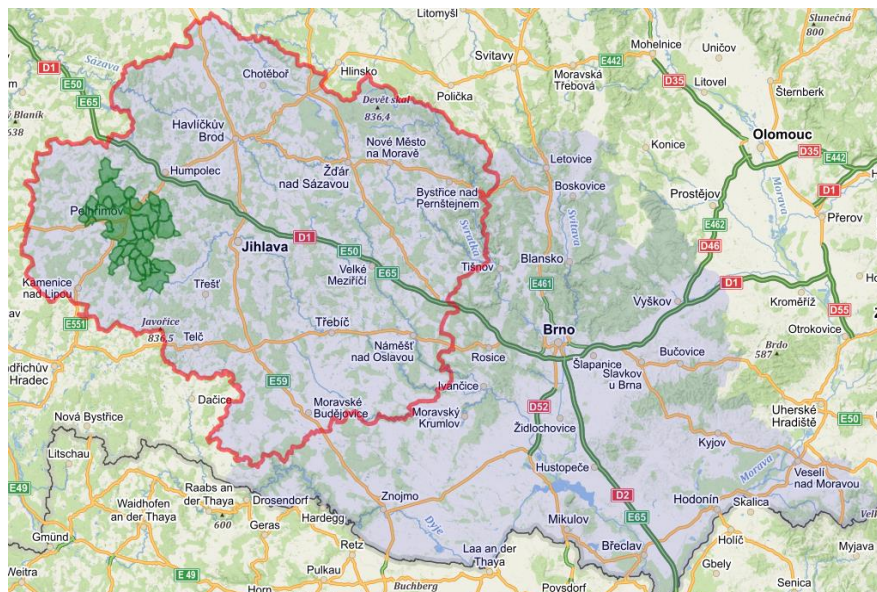 Litomyšl
Slunečná
800
Mohelnice
Uničov
Svitavy
E442
Sázava
D1
Hlinsko
Chotěboř
Moravská
Třebová
D35
Litovel
Šternberk
E50
E65
Polička
Devět skal
836,4
ý Blaník
638
Havlíčkův
Brod
Olomouc
Nové Město
na Moravě
Konice
D35
E442
Letovice
Humpolec
Žďár
nad Sázavou
Boskovice
D1
Bystřice nad
Pernštejnem
Prostějov
Morava
Pelhřimov
Přerov
Svratka
Svitava
E462
D1
Jihlava
E50
D46
Blansko
Velké
Meziříčí
E65
Tišnov
Třešť
Kamenice
nad Lipou
E461
D1
Vyškov
Kroměříž
D55
av
E551
Javořice
836,5
Třebíč
Brno
Otrokovice
Telč
Náměšť
nad Oslavou
Rosice
Bučovice
Brdo
587
Šlapanice
Slavkov
u Brna
dřichův
Hradec
E59
Ivančice
Dačice
Moravské
Budějovice
Moravský
Krumlov
D52
Uherské
Hradiště
E50
Nová Bystřice
Židlochovice
Kyjov
Litschau
Hustopeče
Morava
Veselí
nad Moravou
E49
Raabs an
der Thaya
Waidhofen
an der Thaya
600
Drosendorf
Znojmo
D2
Hodonín
Skalica
Hardegg
Geras
Dyje
Mikulov
E65
Gmünd
Retz
Laa an der
Thaya
Břeclav
Holíč
Myjava
Gbely
Weitra
E 49
Pulkau
Horn
Buchberg
Poysdorf
Senica